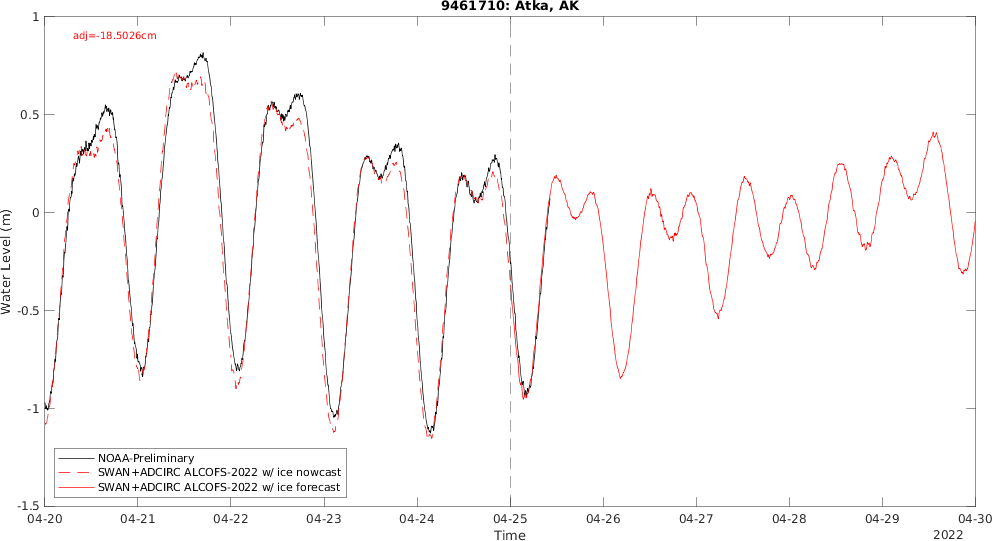 9461710: Atka, AK
adj=-18.5026cm
Water Level (m)
1
0.5
0
-0.5
-1
-1.5
NOAA-Preliminary
SWAN+ADCIRC ALCOFS-2022 w/ ice nowcast
SWAN+ADCIRC ALCOFS-2022 w/ ice forecast
04-20 04-21 04-22 04-23 04-24 04-25 04-26 04-27 04-28 04-29 04-30
Time
2022